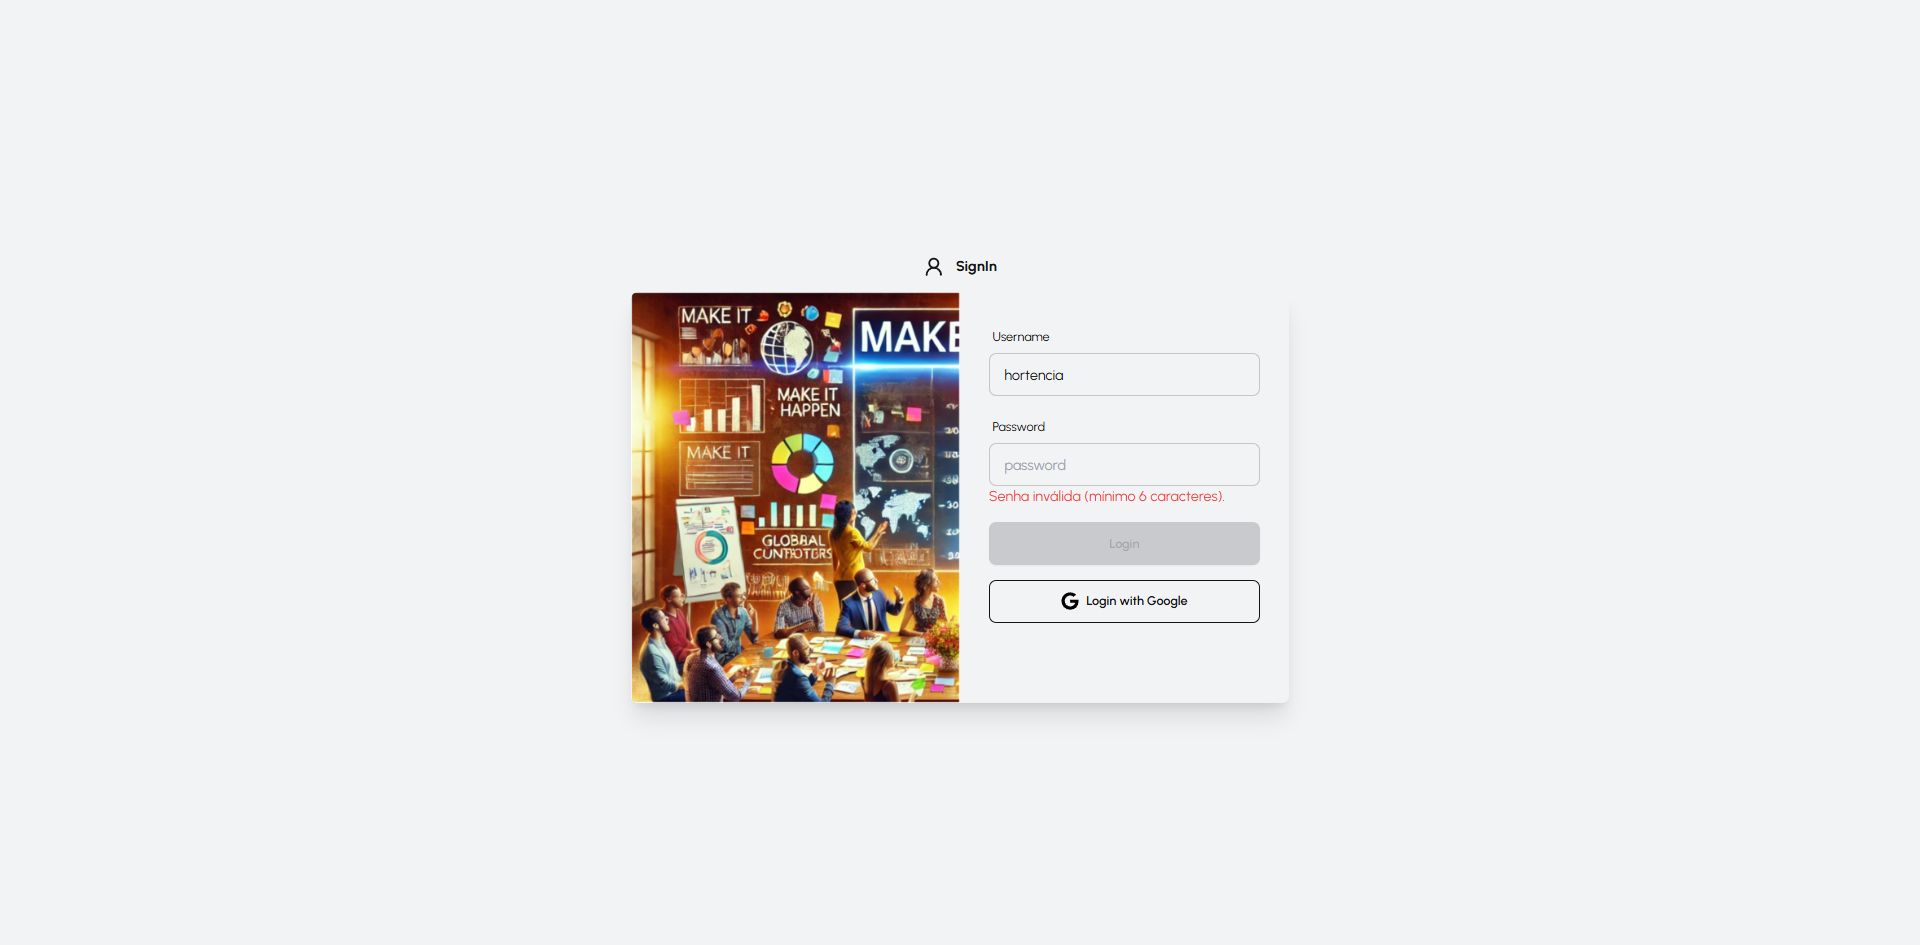 SignIn
MAKE IT
MAKE
MAKE IT
HAPPEN
MAKE IT
GLOBBAL
Username
hortencia
Password
password
Senha inválida (mínimo 6 caracteres).
Login
Login with Google